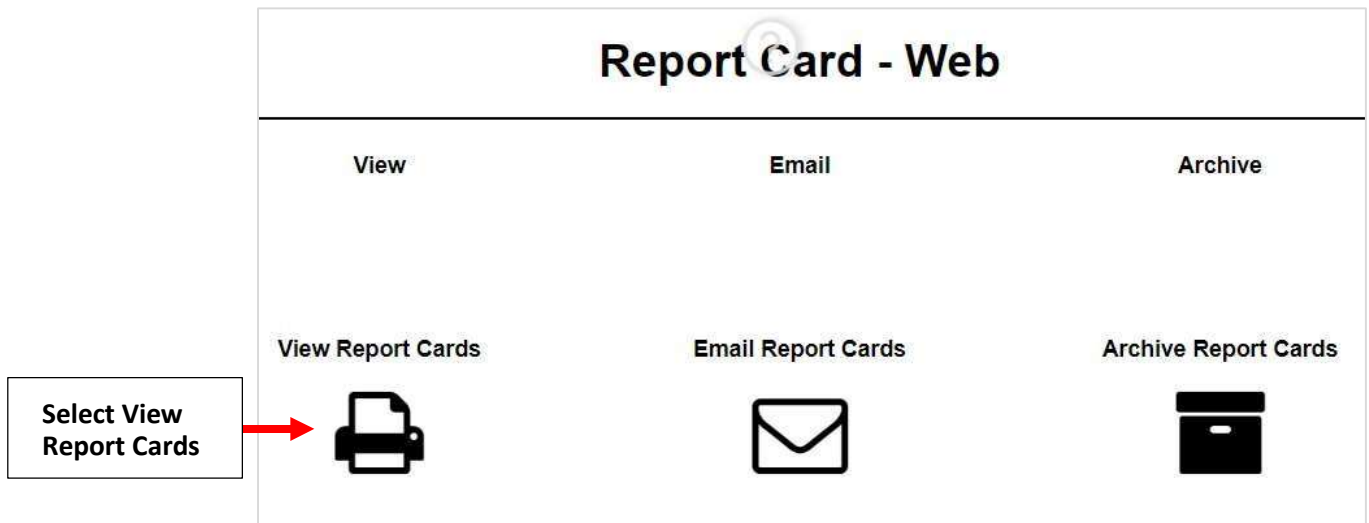 Report Card - Web
View Email Archive
View Report Cards Email Report Cards Archive Report Cards
Select View
Report Cards